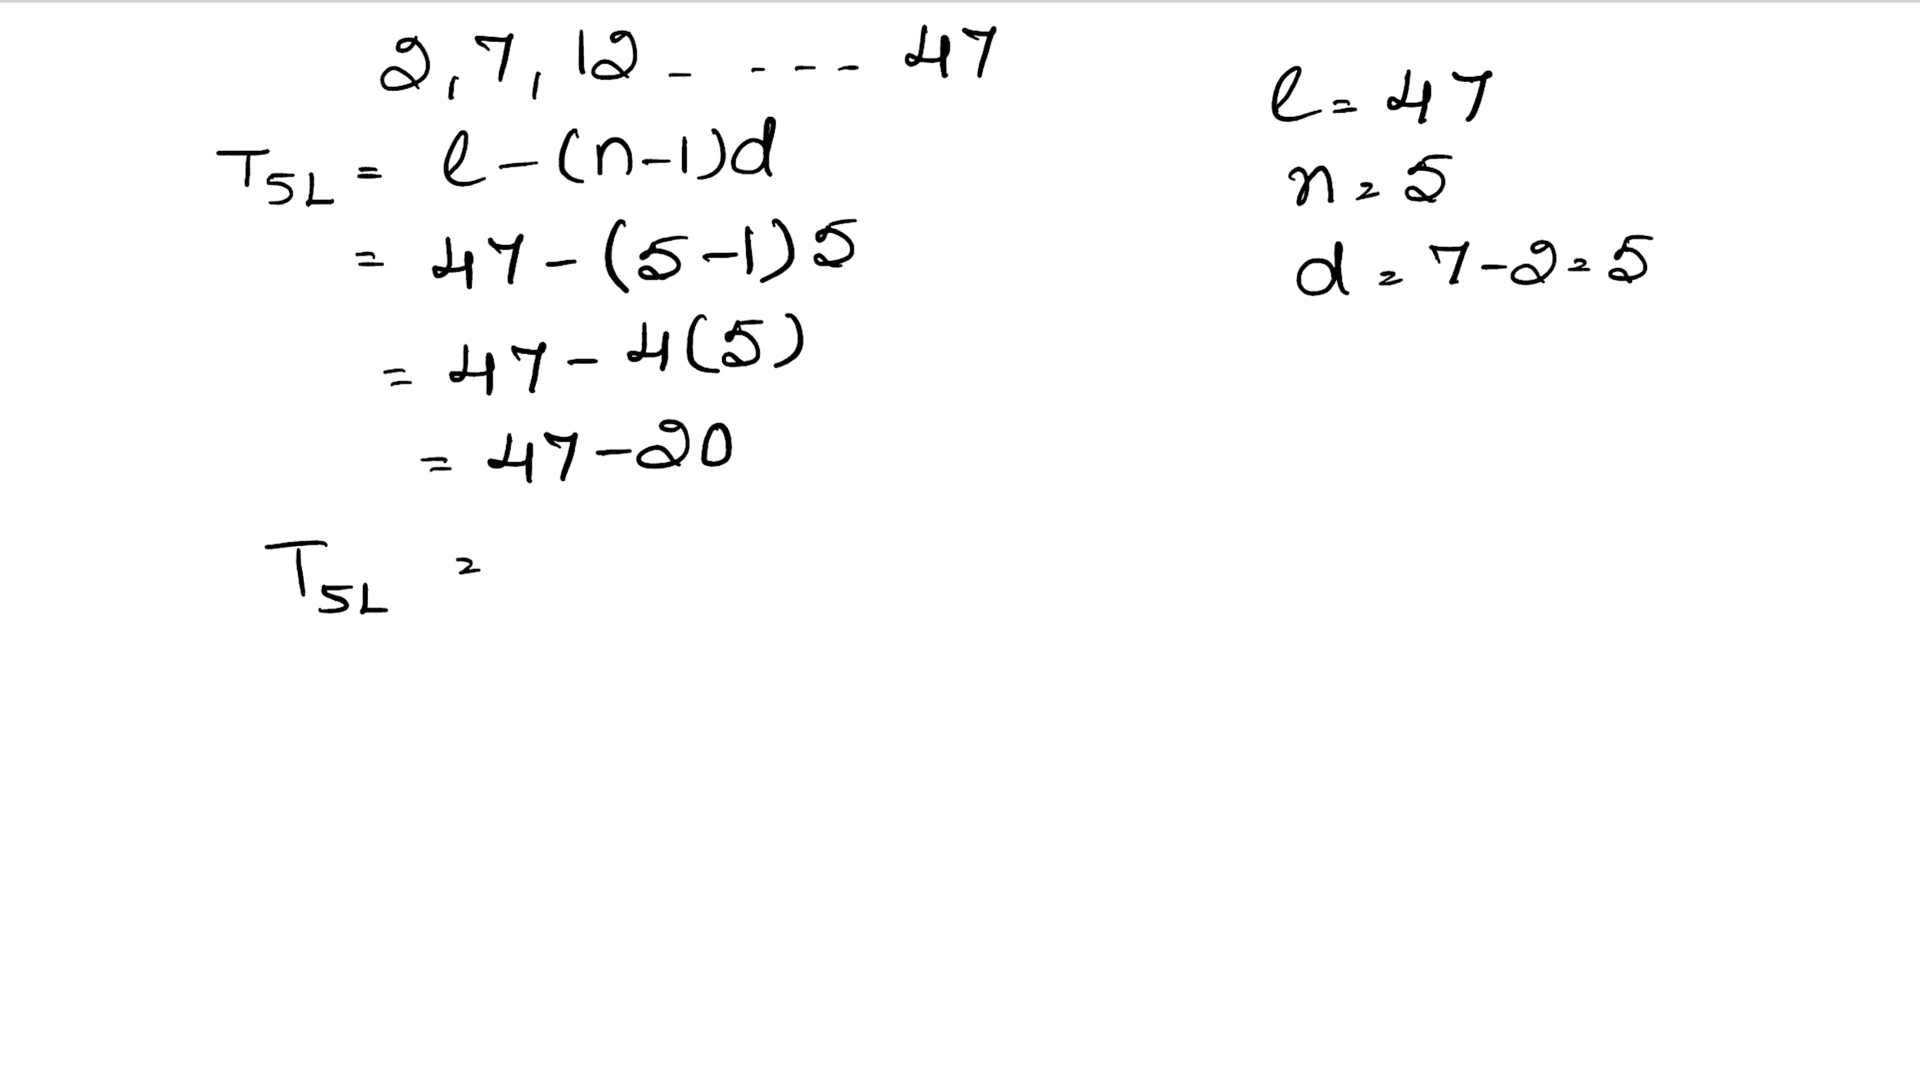 2, 7, 12 - - - - - 47
T5L = l - (n-1)d
= 47 - (5-1)5
= 47 - 4(5)
= 47 - 20
T5L =
l = 47
n = 5
d = 7-2 = 5